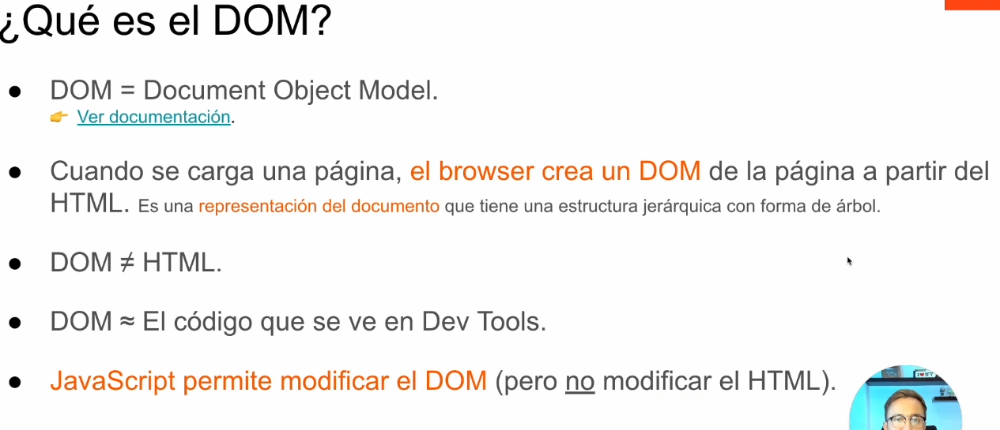 ¿Qué es el DOM?
● DOM = Document Object Model.
👉 Ver documentación.
● Cuando se carga una página, el browser crea un DOM de la página a partir del
HTML. Es una representación del documento que tiene una estructura jerárquica con forma de árbol.
● DOM ≠ HTML.
● DOM ≈ El código que se ve en Dev Tools.
● JavaScript permite modificar el DOM (pero no modificar el HTML).
I❤NY